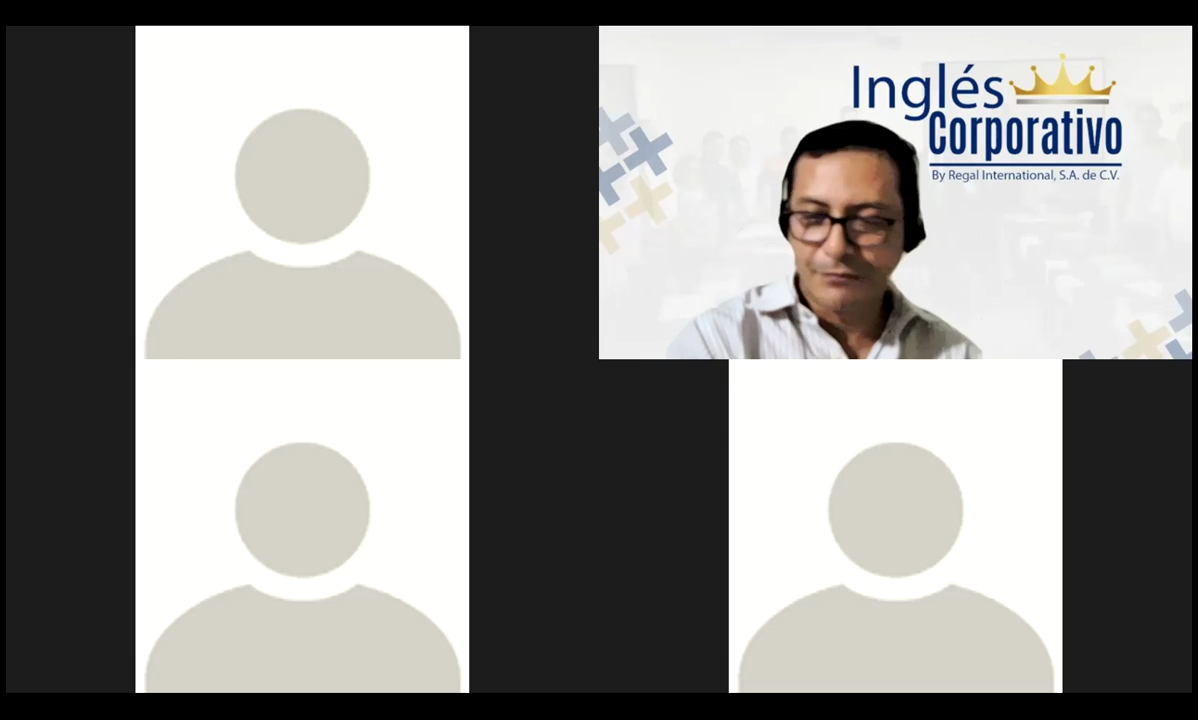 Inglés
Corporativo
By Regal International, S.A. de C.V.